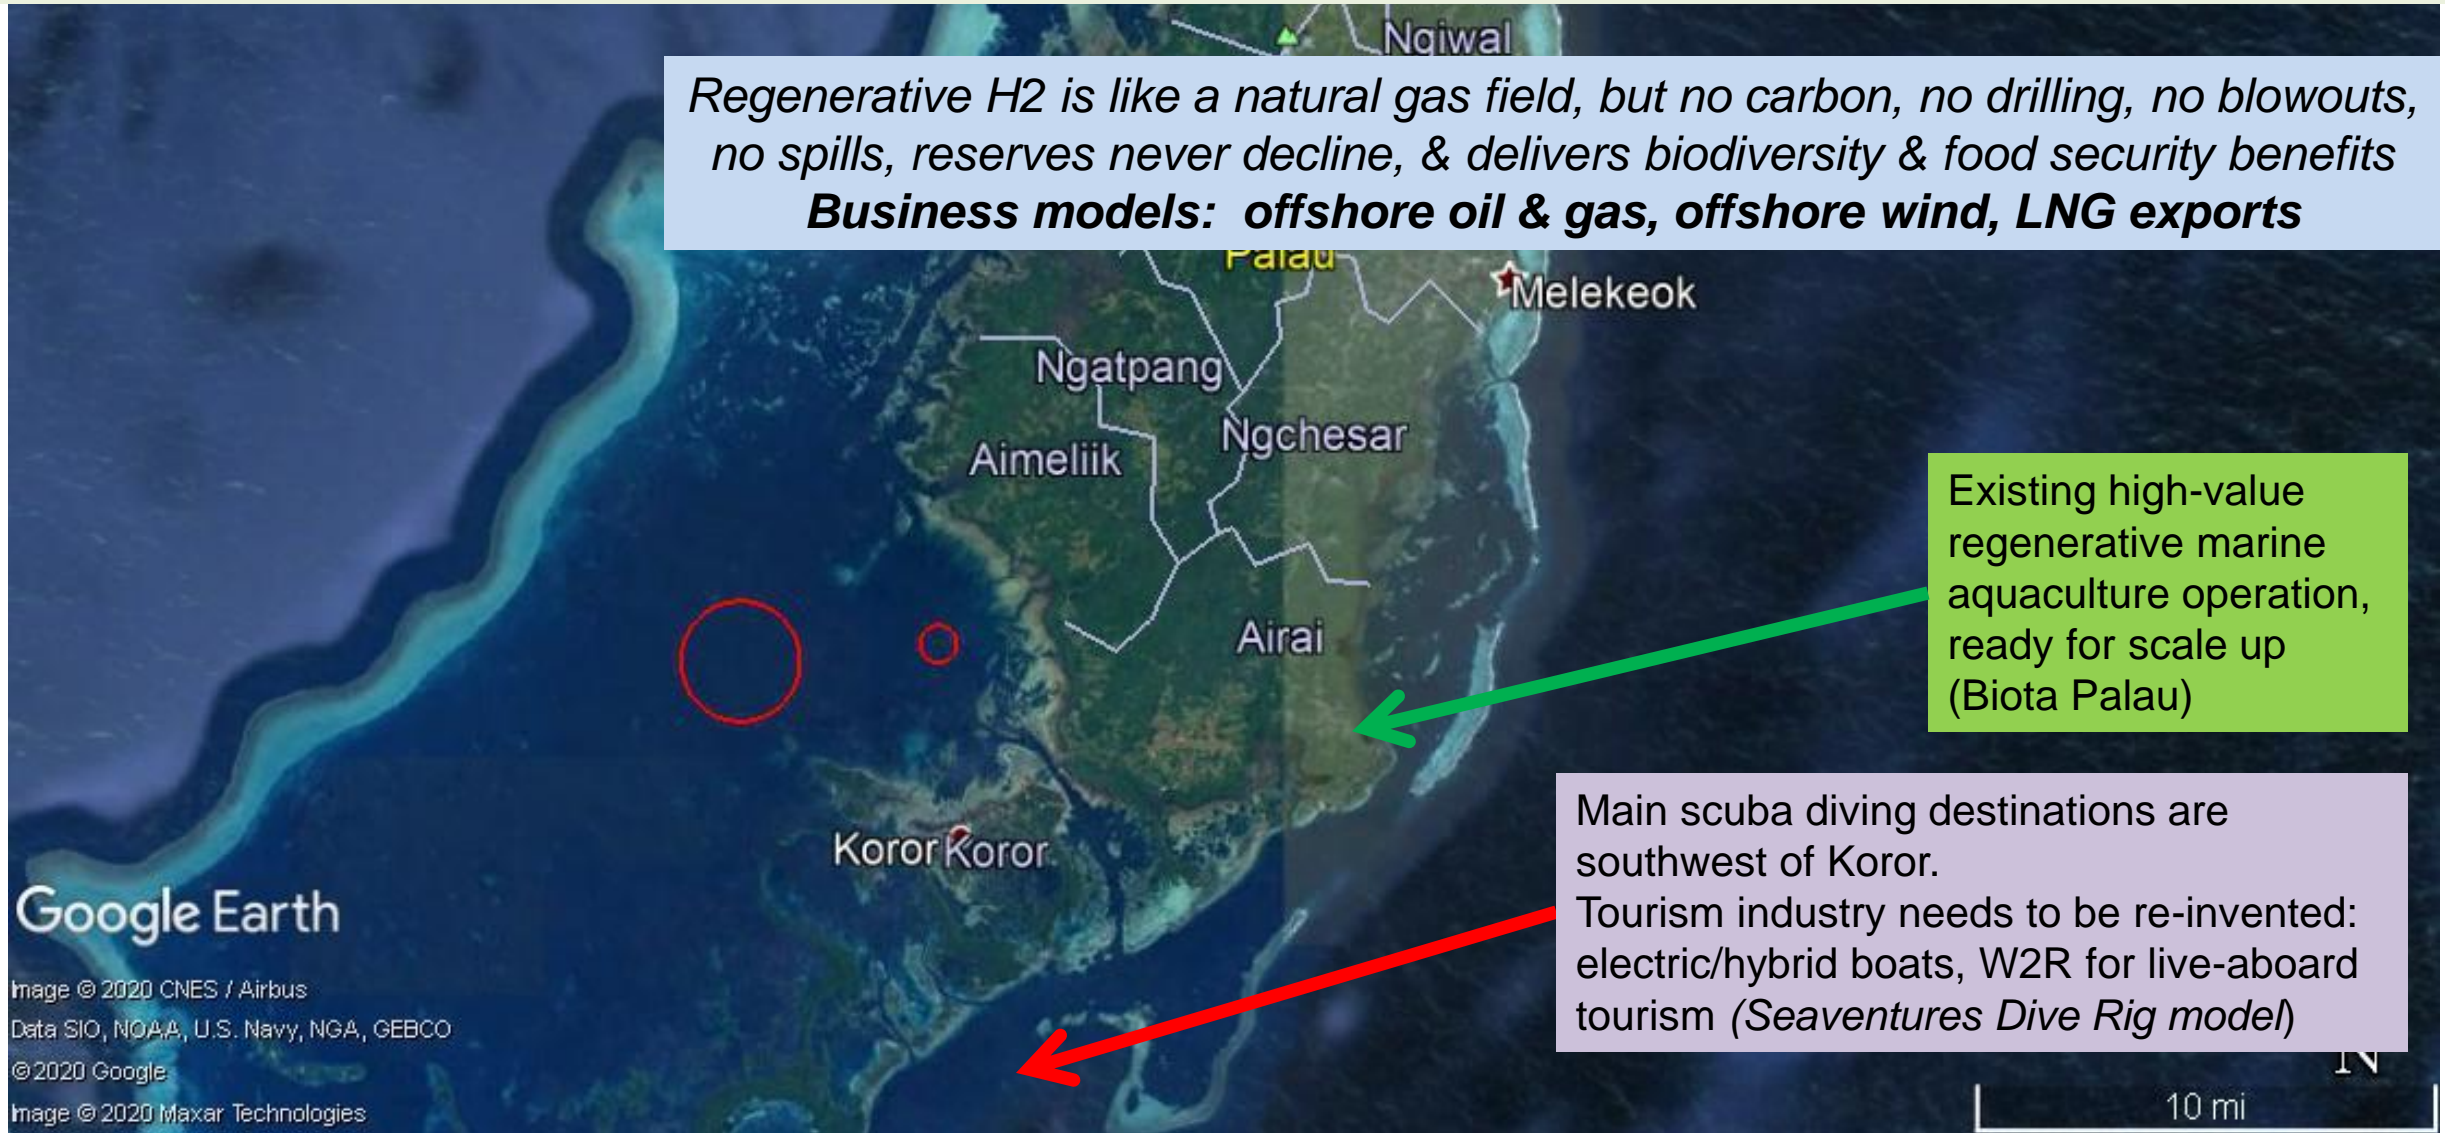 Ngiwal
Regenerative H2 is like a natural gas field, but no carbon, no drilling, no blowouts,
no spills, reserves never decline, & delivers biodiversity & food security benefits
Business models: offshore oil & gas, offshore wind, LNG exports
Palau
Melekeok
Ngatpang
Ngchesar
Aimeliik
Existing high-value
regenerative marine
aquaculture operation,
ready for scale up
(Biota Palau)
Airai
Koror Koror
Main scuba diving destinations are
southwest of Koror.
Tourism industry needs to be re-invented:
electric/hybrid boats, W2R for live-aboard
tourism (Seaventures Dive Rig model)
Google Earth
Image © 2020 CNES / Airbus
Data SIO, NOAA, U.S. Navy, NGA, GEBCO
© 2020 Google
Image © 2020 Maxar Technologies
N
10 mi